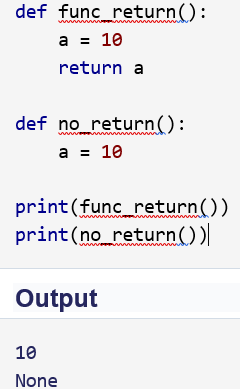 def func_return():
    a = 10
    return a

def no_return():
    a = 10

print(func_return())
print(no_return())
Output
10
None